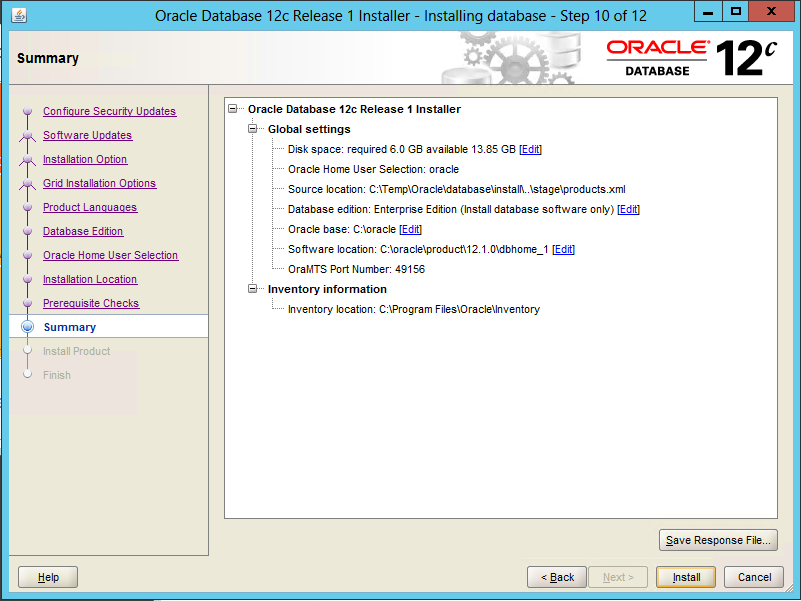 Oracle Database 12c Release 1 Installer - Installing database - Step 10 of 12
Summary
ORACLE®
DATABASE
12c
Configure Security Updates
Software Updates
Installation Option
Grid Installation Options
Product Languages
Database Edition
Oracle Home User Selection
Installation Location
Prerequisite Checks
Summary
Install Product
Finish
Oracle Database 12c Release 1 Installer
Global settings
Disk space: required 6.0 GB available 13.85 GB [Edit]
Oracle Home User Selection: oracle
Source location: C:\Temp\Oracle\database\install\..\stage\products.xml
Database edition: Enterprise Edition (Install database software only) [Edit]
Oracle base: C:\oracle [Edit]
Software location: C:\oracle\product\12.1.0\dbhome_1 [Edit]
OraMTS Port Number: 49156
Inventory information
Inventory location: C:\Program Files\Oracle\Inventory
Save Response File...
Help
< Back
Next >
Install
Cancel